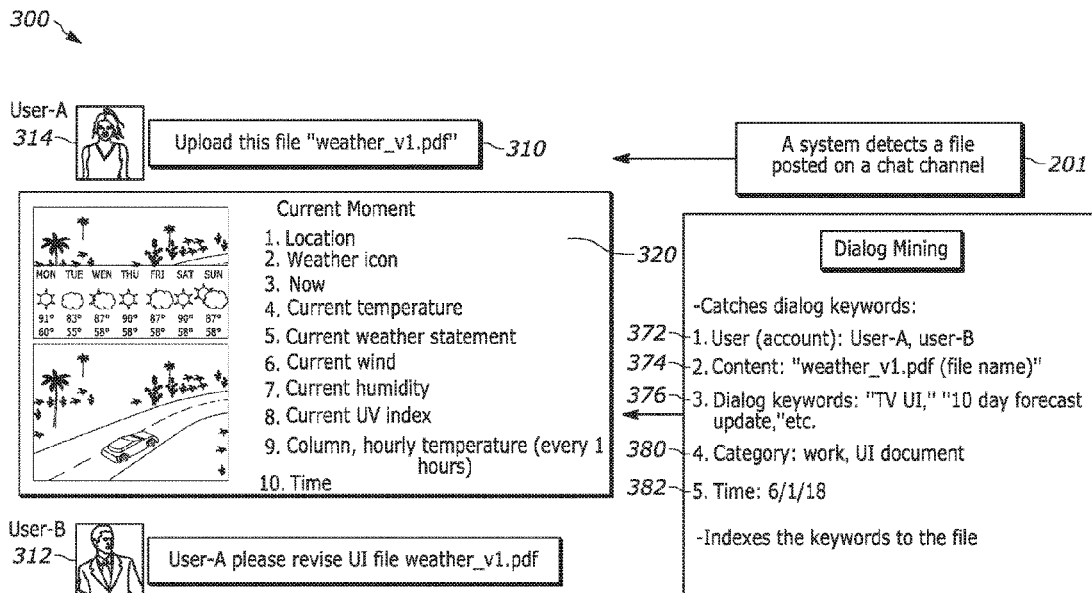 300
User-A
314
Upload this file "weather_v1.pdf"
310
A system detects a file
posted on a chat channel
201
Current Moment
1. Location
2. Weather icon
3. Now
4. Current temperature
5. Current weather statement
6. Current wind
7. Current humidity
8. Current UV index
9. Column, hourly temperature (every 1
hours)
10. Time
320
MON TUE WEN THU FRI SAT SUN
91° 83° 87° 90° 87° 90° 87°
60° 55° 58° 58° 58° 58° 58°
Dialog Mining
-Catches dialog keywords:
372
1. User (account): User-A, user-B
374
2. Content: "weather_v1.pdf (file name)"
376
3. Dialog keywords: "TV UI," "10 day forecast
update,"etc.
380
4. Category: work, UI document
382
5. Time: 6/1/18
-Indexes the keywords to the file
User-B
312
User-A please revise UI file weather_v1.pdf